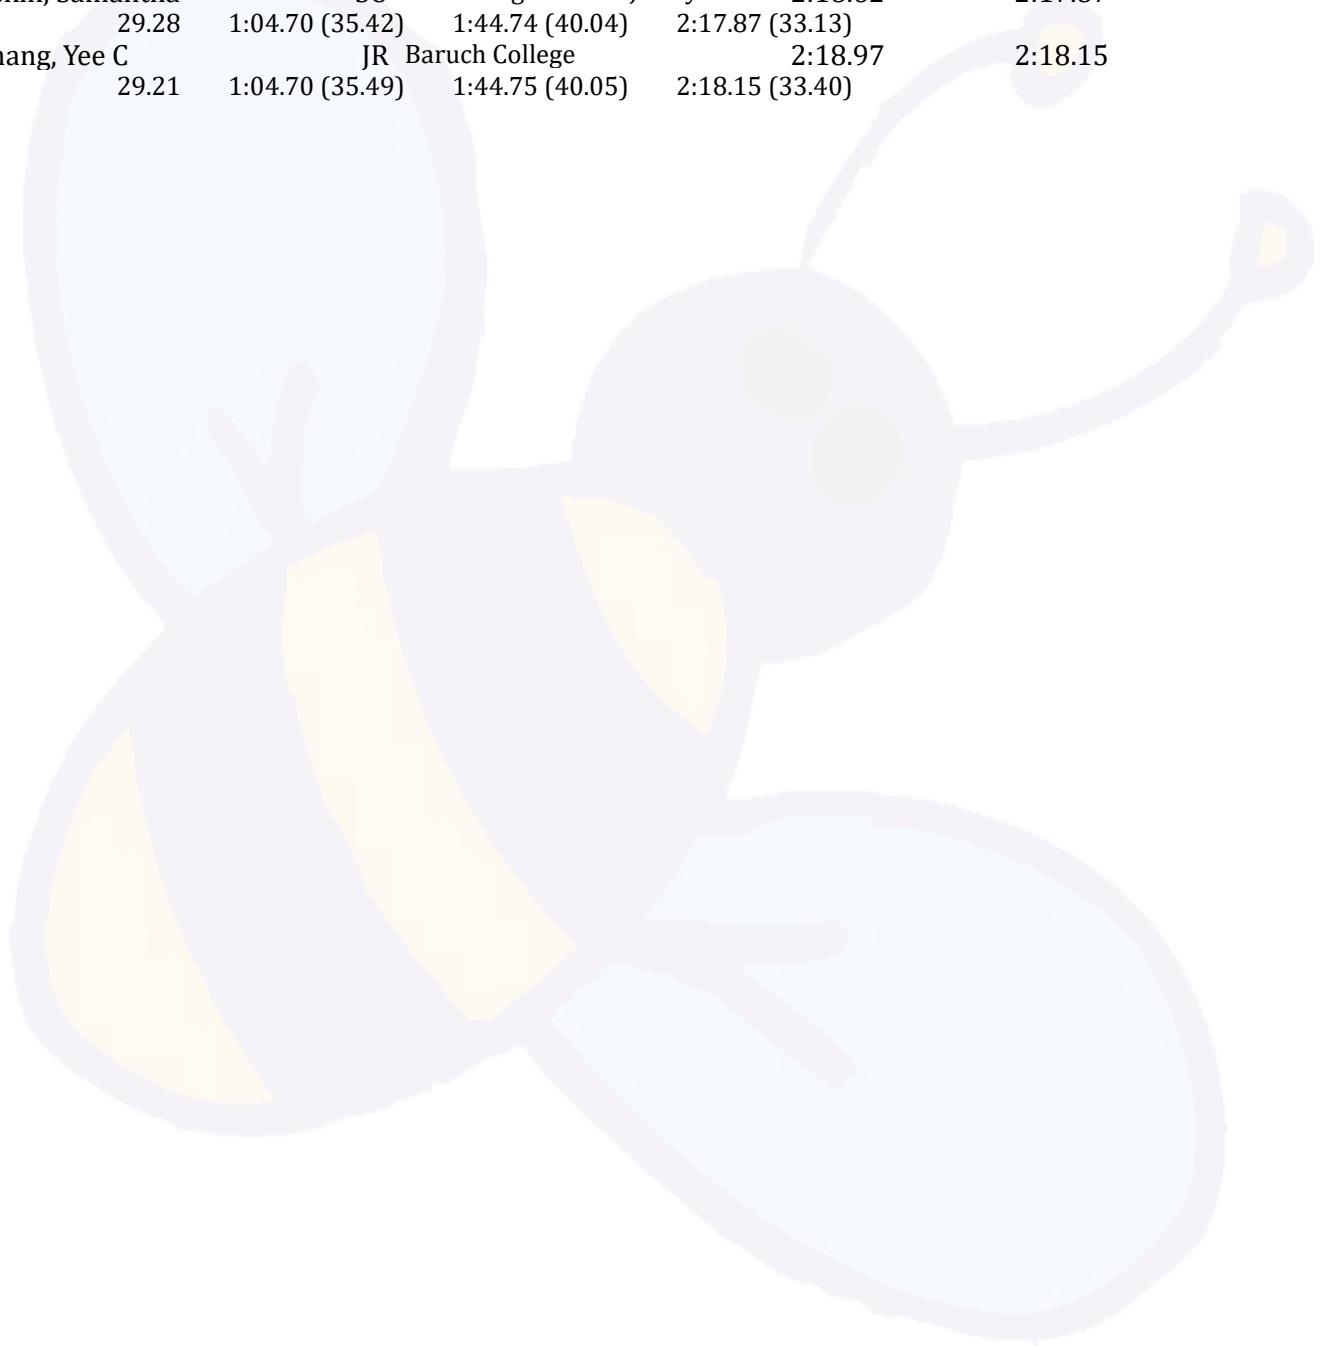 Samantha
29.28 1:04.70 (35.42) 1:44.74 (40.04) 2:17.87 (33.13)
Yee C JR Baruch College 2:18.97 2:18.15
29.21 1:04.70 (35.49) 1:44.75 (40.05) 2:18.15 (33.40)